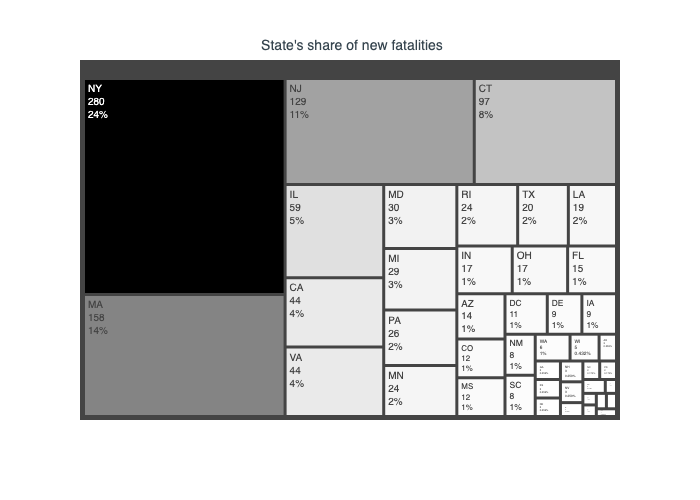 State's share of new fatalities
NY
280
24%
MA
158
14%
NJ
129
11%
CT
97
8%
IL
59
5%
CA
44
4%
VA
44
4%
MD
30
3%
MI
29
3%
PA
26
2%
MN
24
2%
RI
24
2%
TX
20
2%
LA
19
2%
IN
17
1%
OH
17
1%
FL
15
1%
AZ
14
1%
CO
12
1%
MS
12
1%
DC
11
1%
DE
9
1%
IA
9
1%
NM
8
1%
SC
8
1%
WA
6
1%
WI
5
0.432%